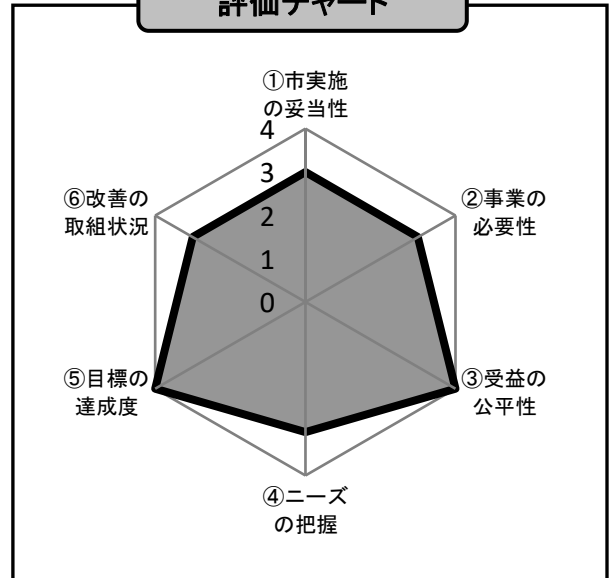 評価チャート
①市実施
の妥当性
4
3
2
1
0
②事業の
必要性
③受益の
公平性
④ニーズ
の把握
⑤目標の
達成度
⑥改善の
取組状況